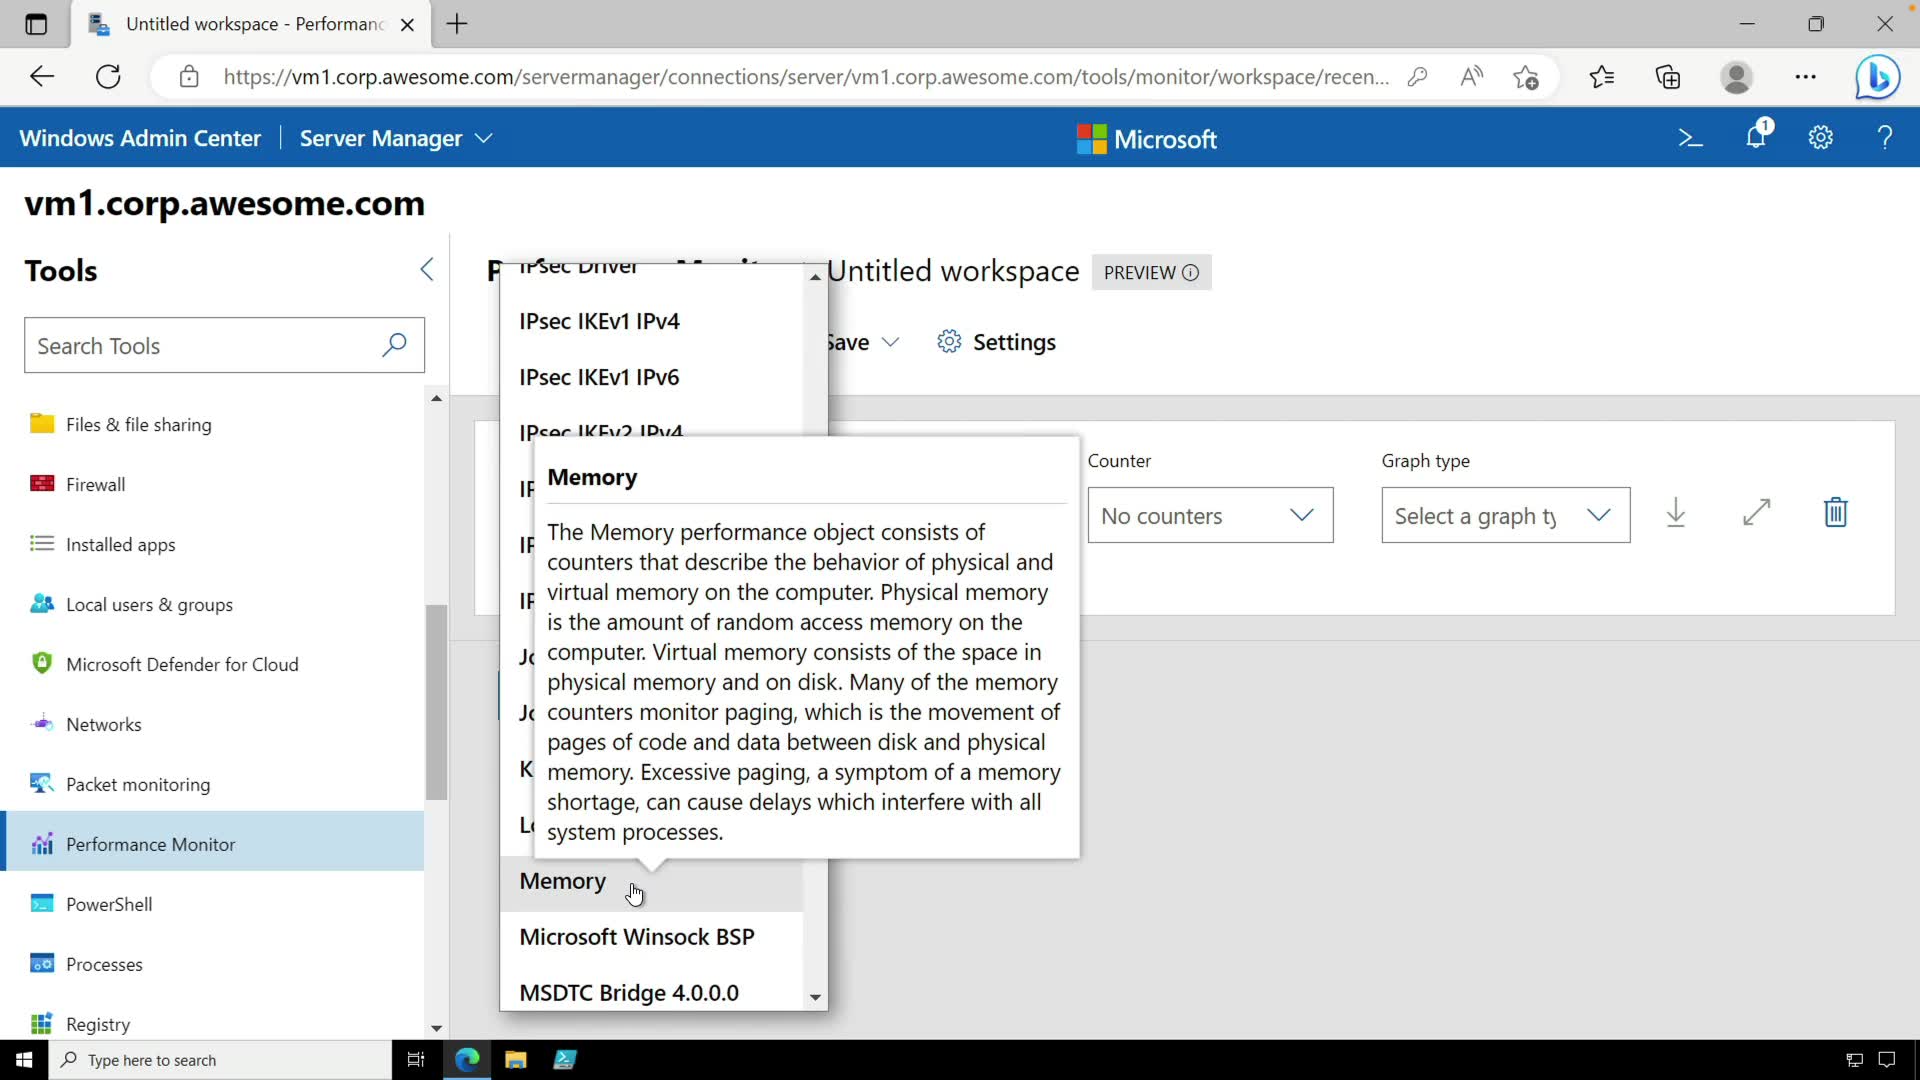 Untitled workspace - Performanc
https://vm1.corp.awesome.com/servermanager/connections/server/vm1.corp.awesome.com/tools/monitor/workspace/recen...
Windows Admin Center
Server Manager
Microsoft
1
vm1.corp.awesome.com
Tools
Search Tools
Files & file sharing
Firewall
Installed apps
Local users & groups
Microsoft Defender for Cloud
Networks
Packet monitoring
Performance Monitor
PowerShell
Processes
Registry
Untitled workspace
PREVIEW
Save
Settings
IPsec Driver
IPsec IKEv1 IPv4
IPsec IKEv1 IPv6
IPsec IKEv2 IPv4
Memory
The Memory performance object consists of
counters that describe the behavior of physical and
virtual memory on the computer. Physical memory
is the amount of random access memory on the
computer. Virtual memory consists of the space in
physical memory and on disk. Many of the memory
counters monitor paging, which is the movement of
pages of code and data between disk and physical
memory. Excessive paging, a symptom of a memory
shortage, can cause delays which interfere with all
system processes.
Memory
Microsoft Winsock BSP
MSDTC Bridge 4.0.0.0
Counter
No counters
Graph type
Select a graph ty
Type here to search